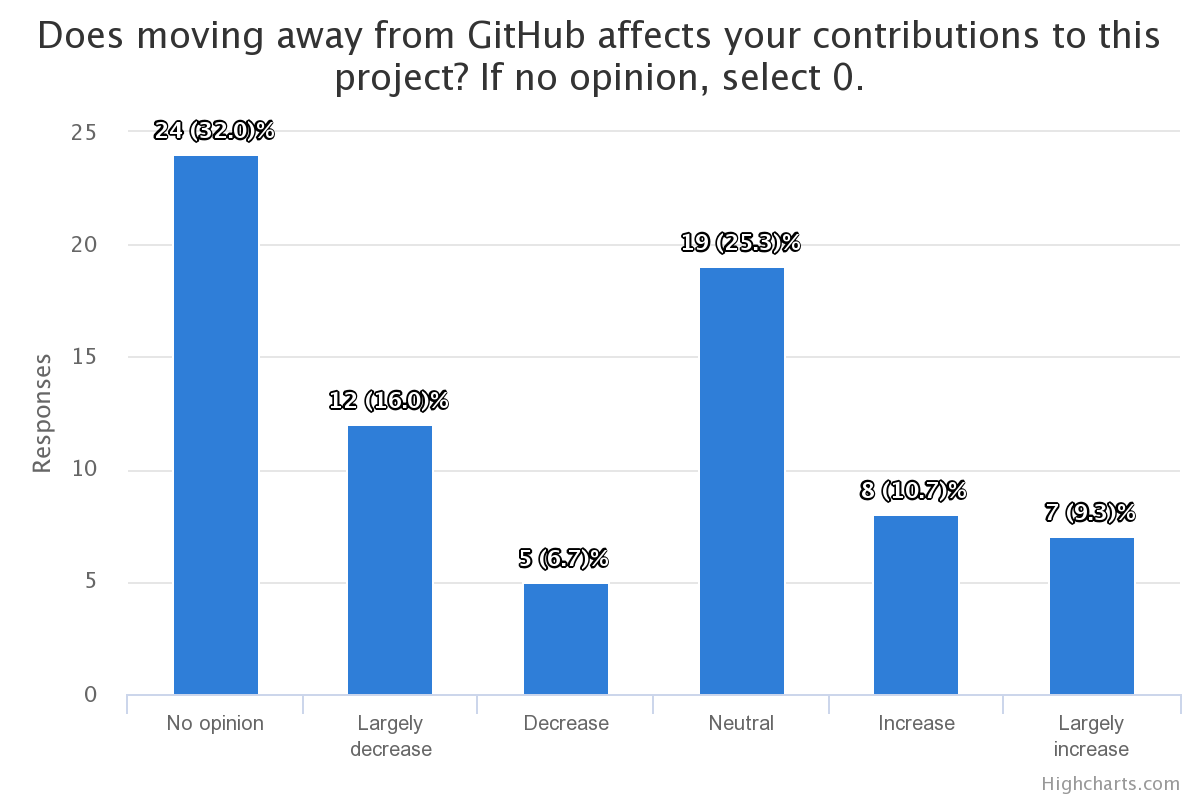 Does moving away from GitHub affects your contributions to this
project? If no opinion, select 0.
25
20
15
10
5
0
Responses
24 (32.0)%
12 (16.0)%
5 (6.7)%
19 (25.3)%
8 (10.7)%
7 (9.3)%
No opinion
Largely
decrease
Decrease
Neutral
Increase
Largely
increase
Highcharts.com